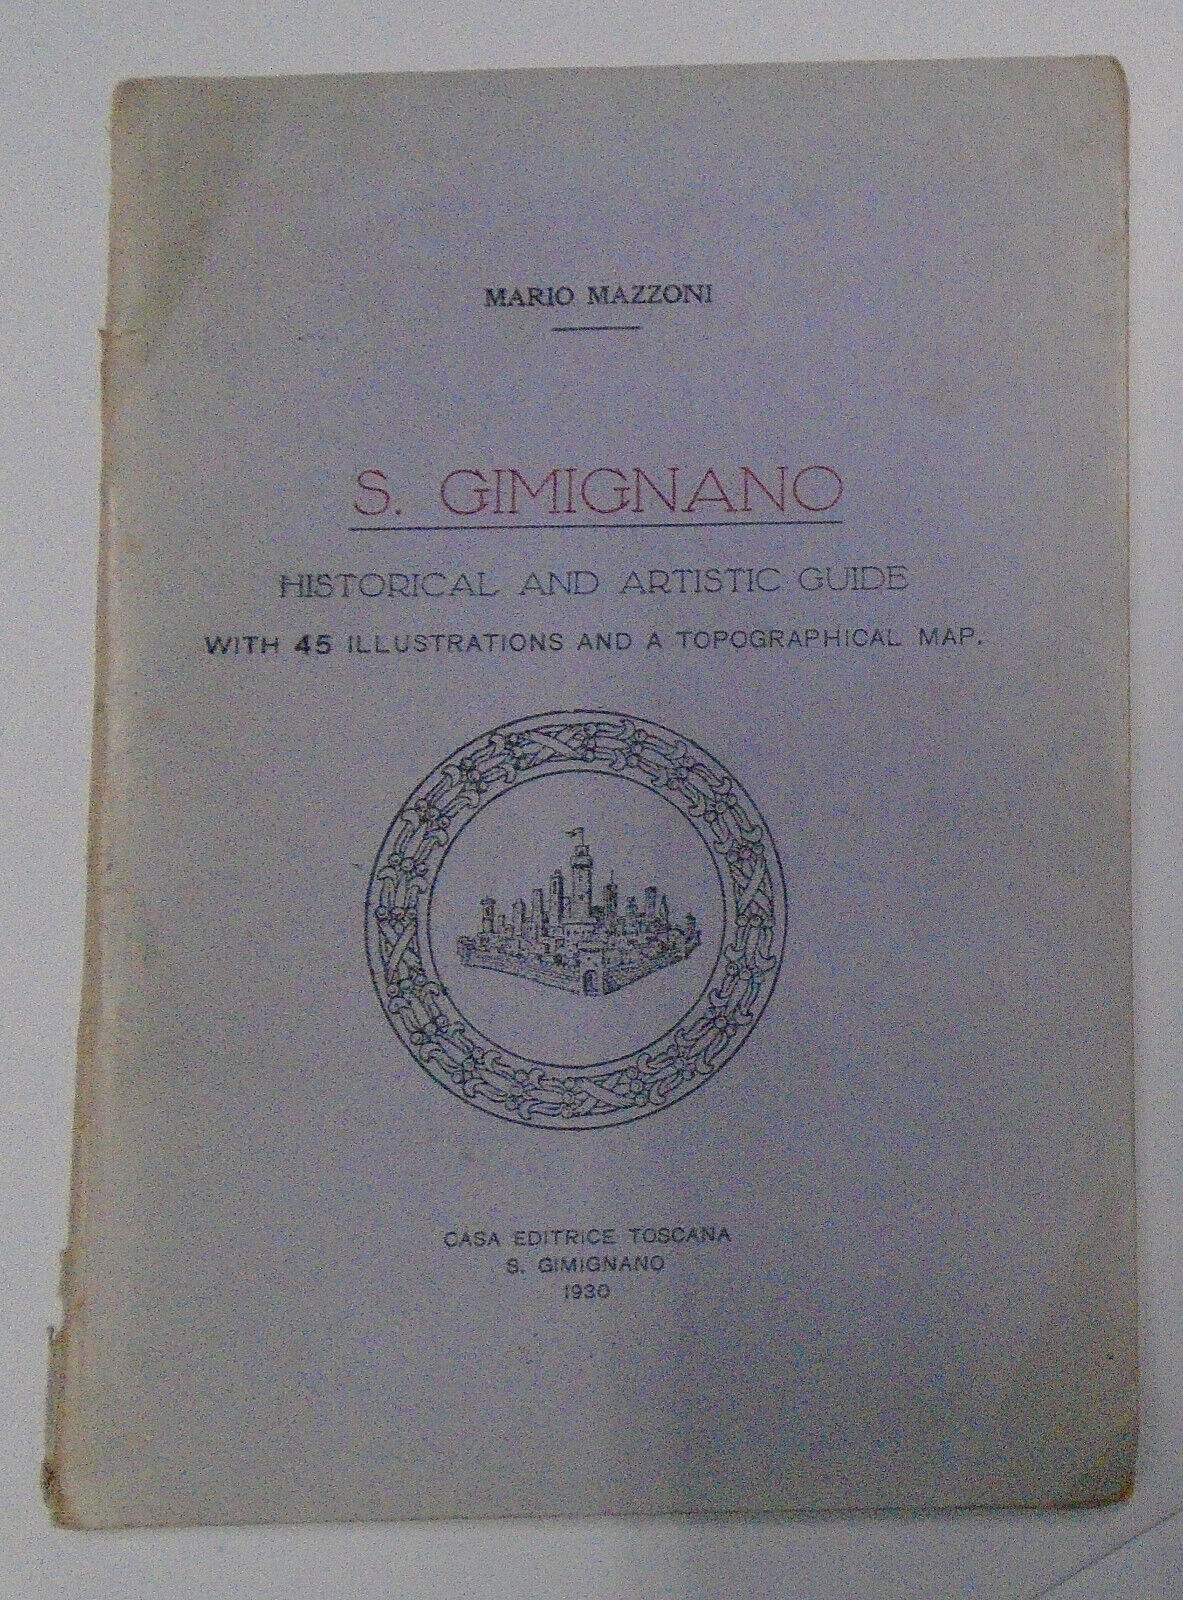 MARIO MAZZONI
S. GIMIGNANO
HISTORICAL AND ARTISTIC GUIDE
WITH 45 ILLUSTRATIONS AND A TOPOGRAPHICAL MAP.
CASA EDITRICE TOSCANA
S. GIMIGNANO
1930